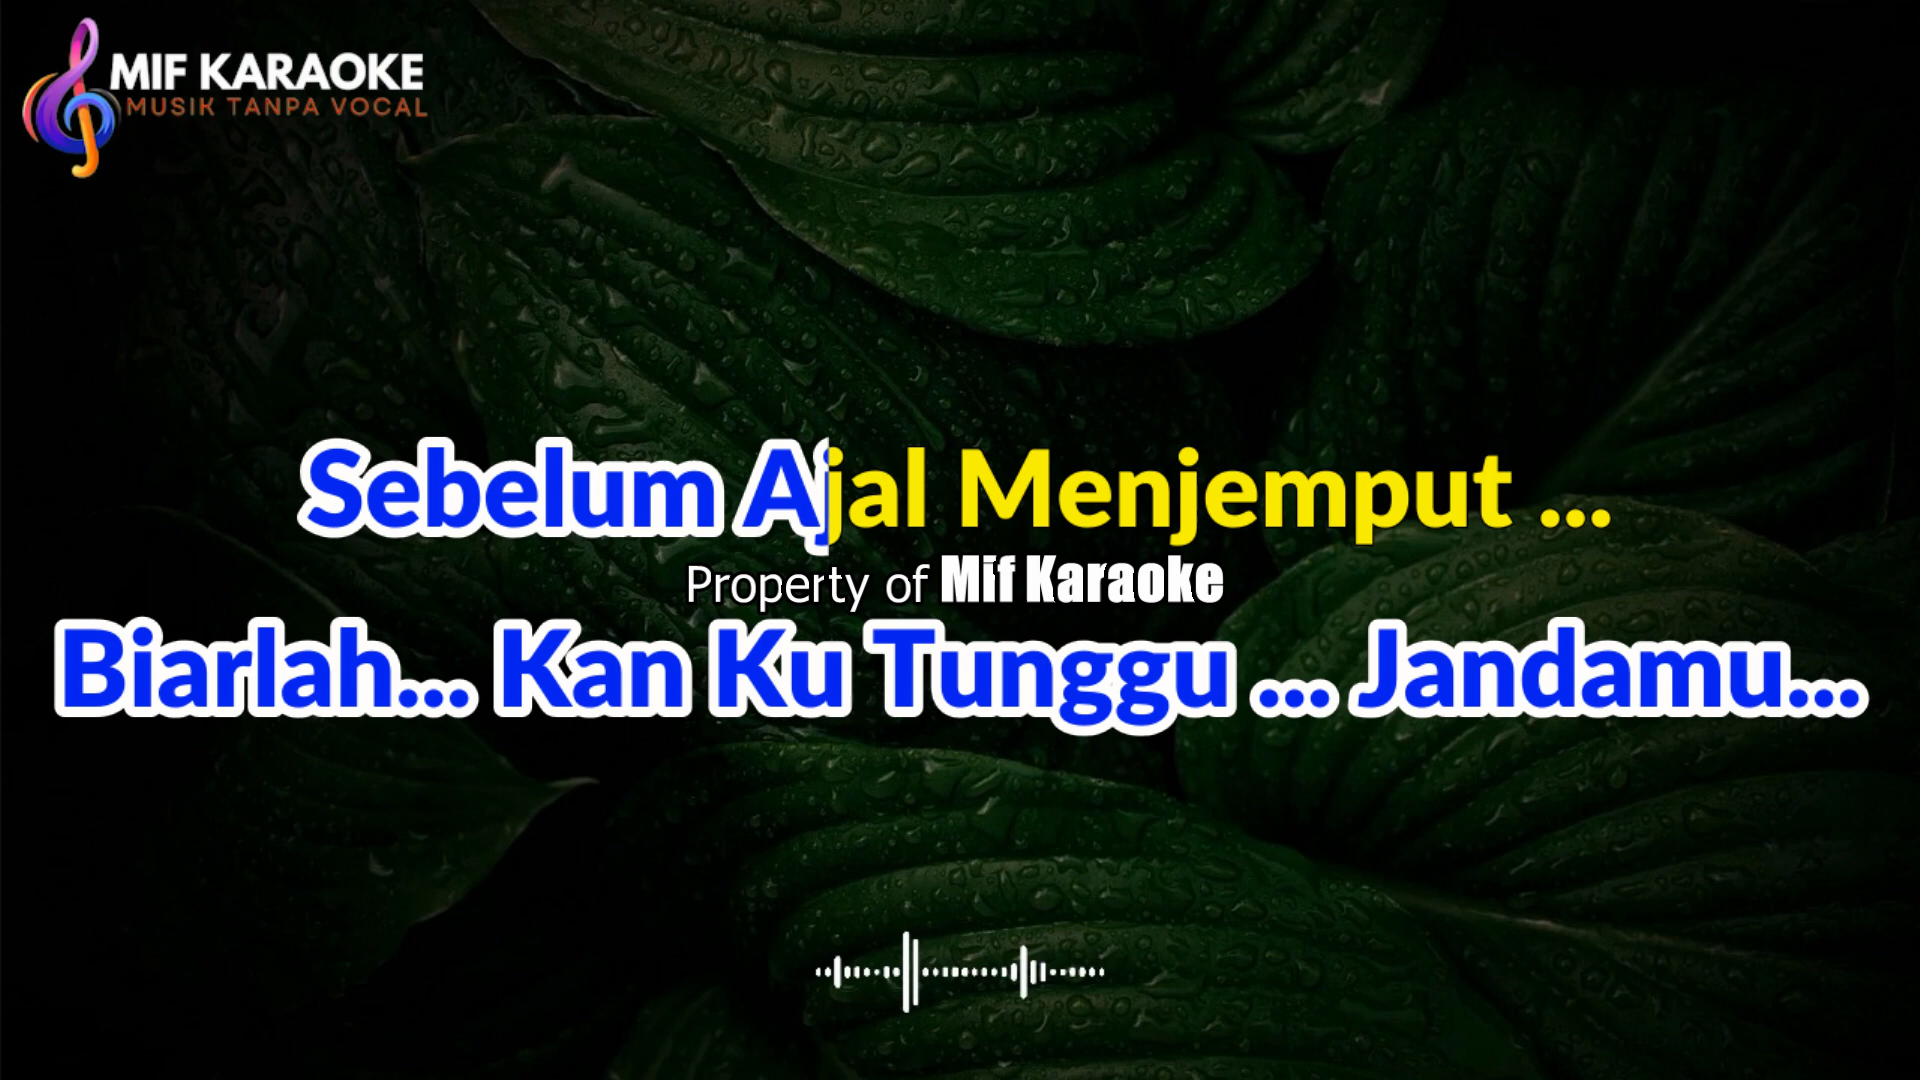 MIF KARAOKE
MUSIK TANPA VOCAL
Sebelum Ajal Menjemput ...
Property of Mif Karaoke
Biarlah... Kan Ku Tunggu ... Jandamu...